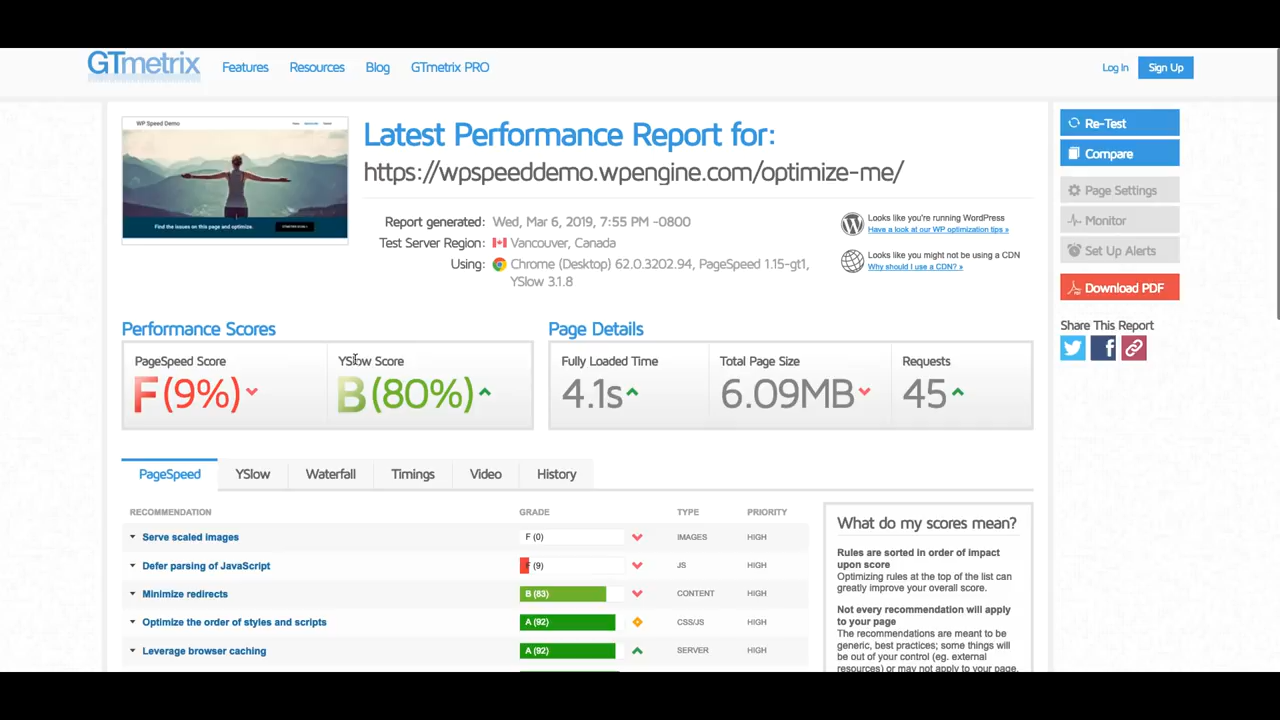 GTmetrix
Features
Resources
Blog
GTmetrix PRO
Log In
Sign Up
WP Speed Demo
Find the issues on this page and optimize.
Latest Performance Report for:
https://wpspeeddemo.wpengine.com/optimize-me/
Report generated: Wed, Mar 6, 2019, 7:55 PM -0800
Test Server Region: Vancouver, Canada
Using: Chrome (Desktop) 62.0.3202.94, PageSpeed 1.15-gt1,
YSlow 3.1.8
Looks like you're running WordPress
Have a look at our WP optimization tips »
Looks like you might not be using a CDN
Why should I use a CDN? »
Re-Test
Compare
Page Settings
Monitor
Set Up Alerts
Download PDF
Share This Report
Performance Scores
PageSpeed Score
F(9%)
YSlow Score
B(80%)
Page Details
Fully Loaded Time
4.1s
Total Page Size
6.09MB
Requests
45
PageSpeed
YSlow
Waterfall
Timings
Video
History
RECOMMENDATION GRADE TYPE PRIORITY
Serve scaled images F (0) IMAGES HIGH
Defer parsing of JavaScript F (9) JS HIGH
Minimize redirects B (83) CONTENT HIGH
Optimize the order of styles and scripts A (92) CSS/JS HIGH
Leverage browser caching A (92) SERVER HIGH
What do my scores mean?
Rules are sorted in order of impact
upon score
Optimizing rules at the top of the list can
greatly improve your overall score.
Not every recommendation will apply
to your page
The recommendations are meant to be
generic, best practices; some things will
be out of your control (eg. external
resources) or may not apply to your page.